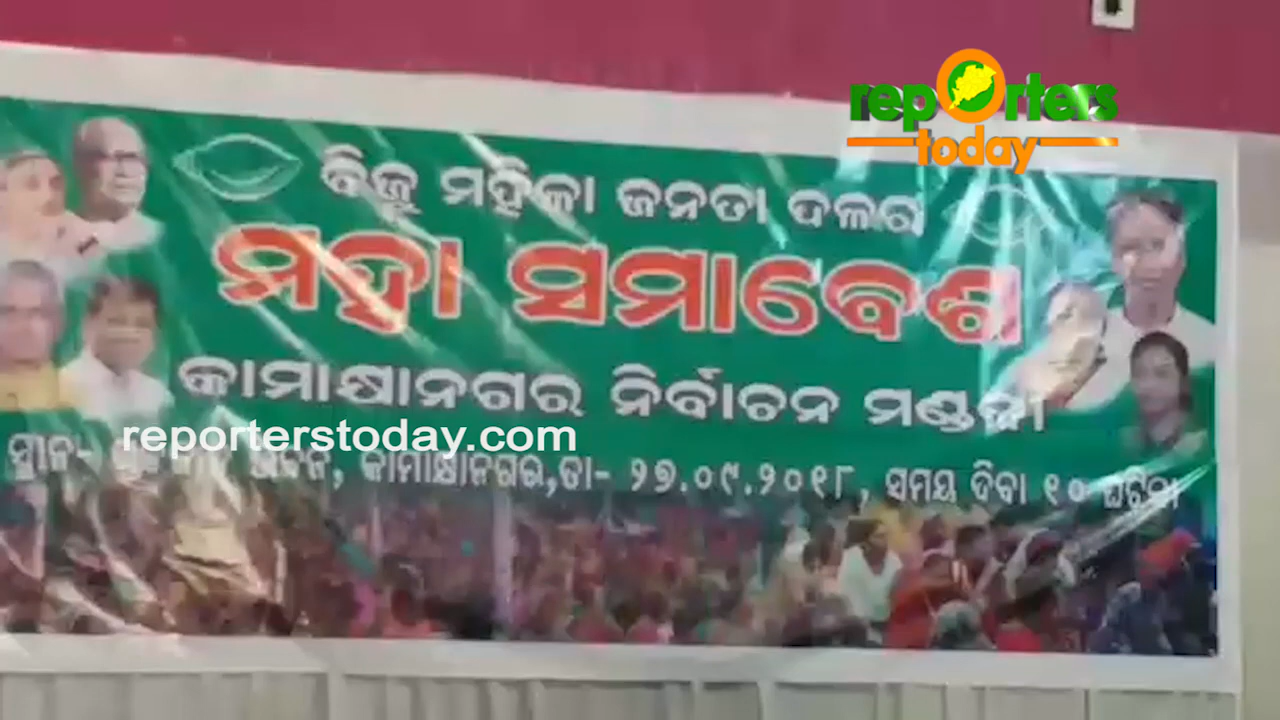 reporters
today
ବିଜୁ ମହିଳା ଜନତା ଦଳର
ମହା ସମାବେଶ
କାମାକ୍ଷାନଗର ନିର୍ବାଚନ ମଣ୍ଡଳୀ
reporterstoday.com
ସ୍ଥାନ- କାମାକ୍ଷାନଗର,ତା- ୨୭.୦୯.୨୦୧୮, ସମୟ ଦିବା ୧୦ ଘଟିକା